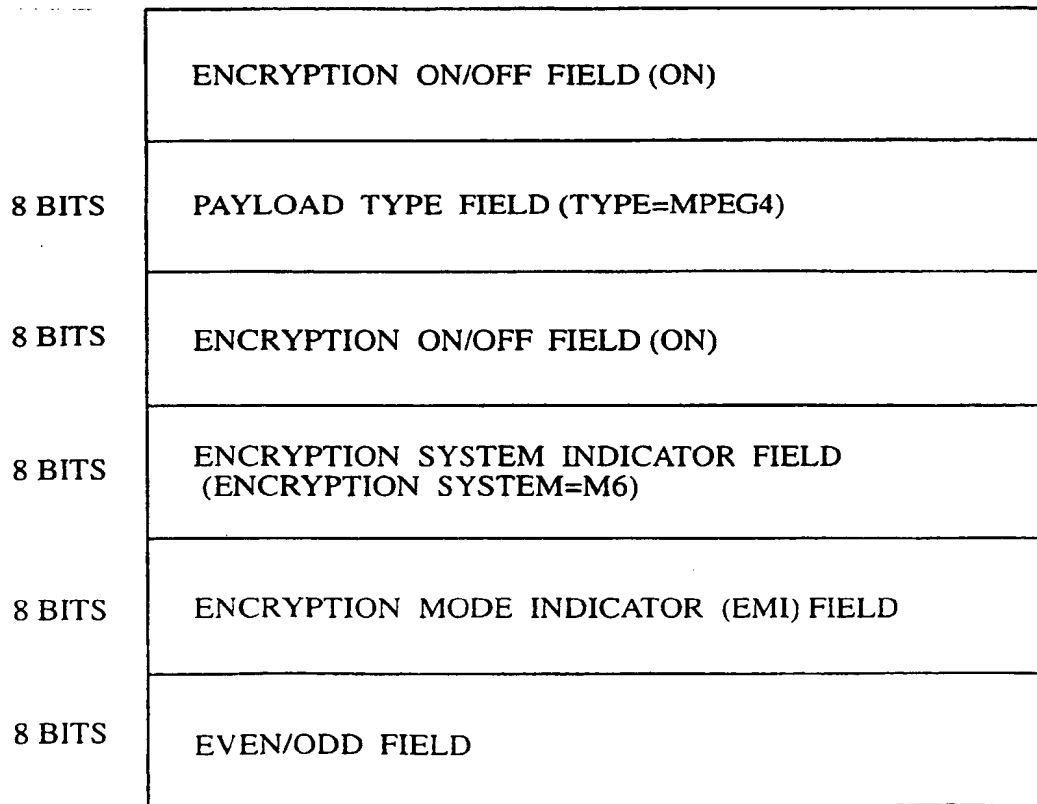 ENCRYPTION ON/OFF FIELD (ON)
8 BITS PAYLOAD TYPE FIELD (TYPE=MPEG4)
8 BITS ENCRYPTION ON/OFF FIELD (ON)
8 BITS ENCRYPTION SYSTEM INDICATOR FIELD
(ENCRYPTION SYSTEM=M6)
8 BITS ENCRYPTION MODE INDICATOR (EMI) FIELD
8 BITS EVEN/ODD FIELD